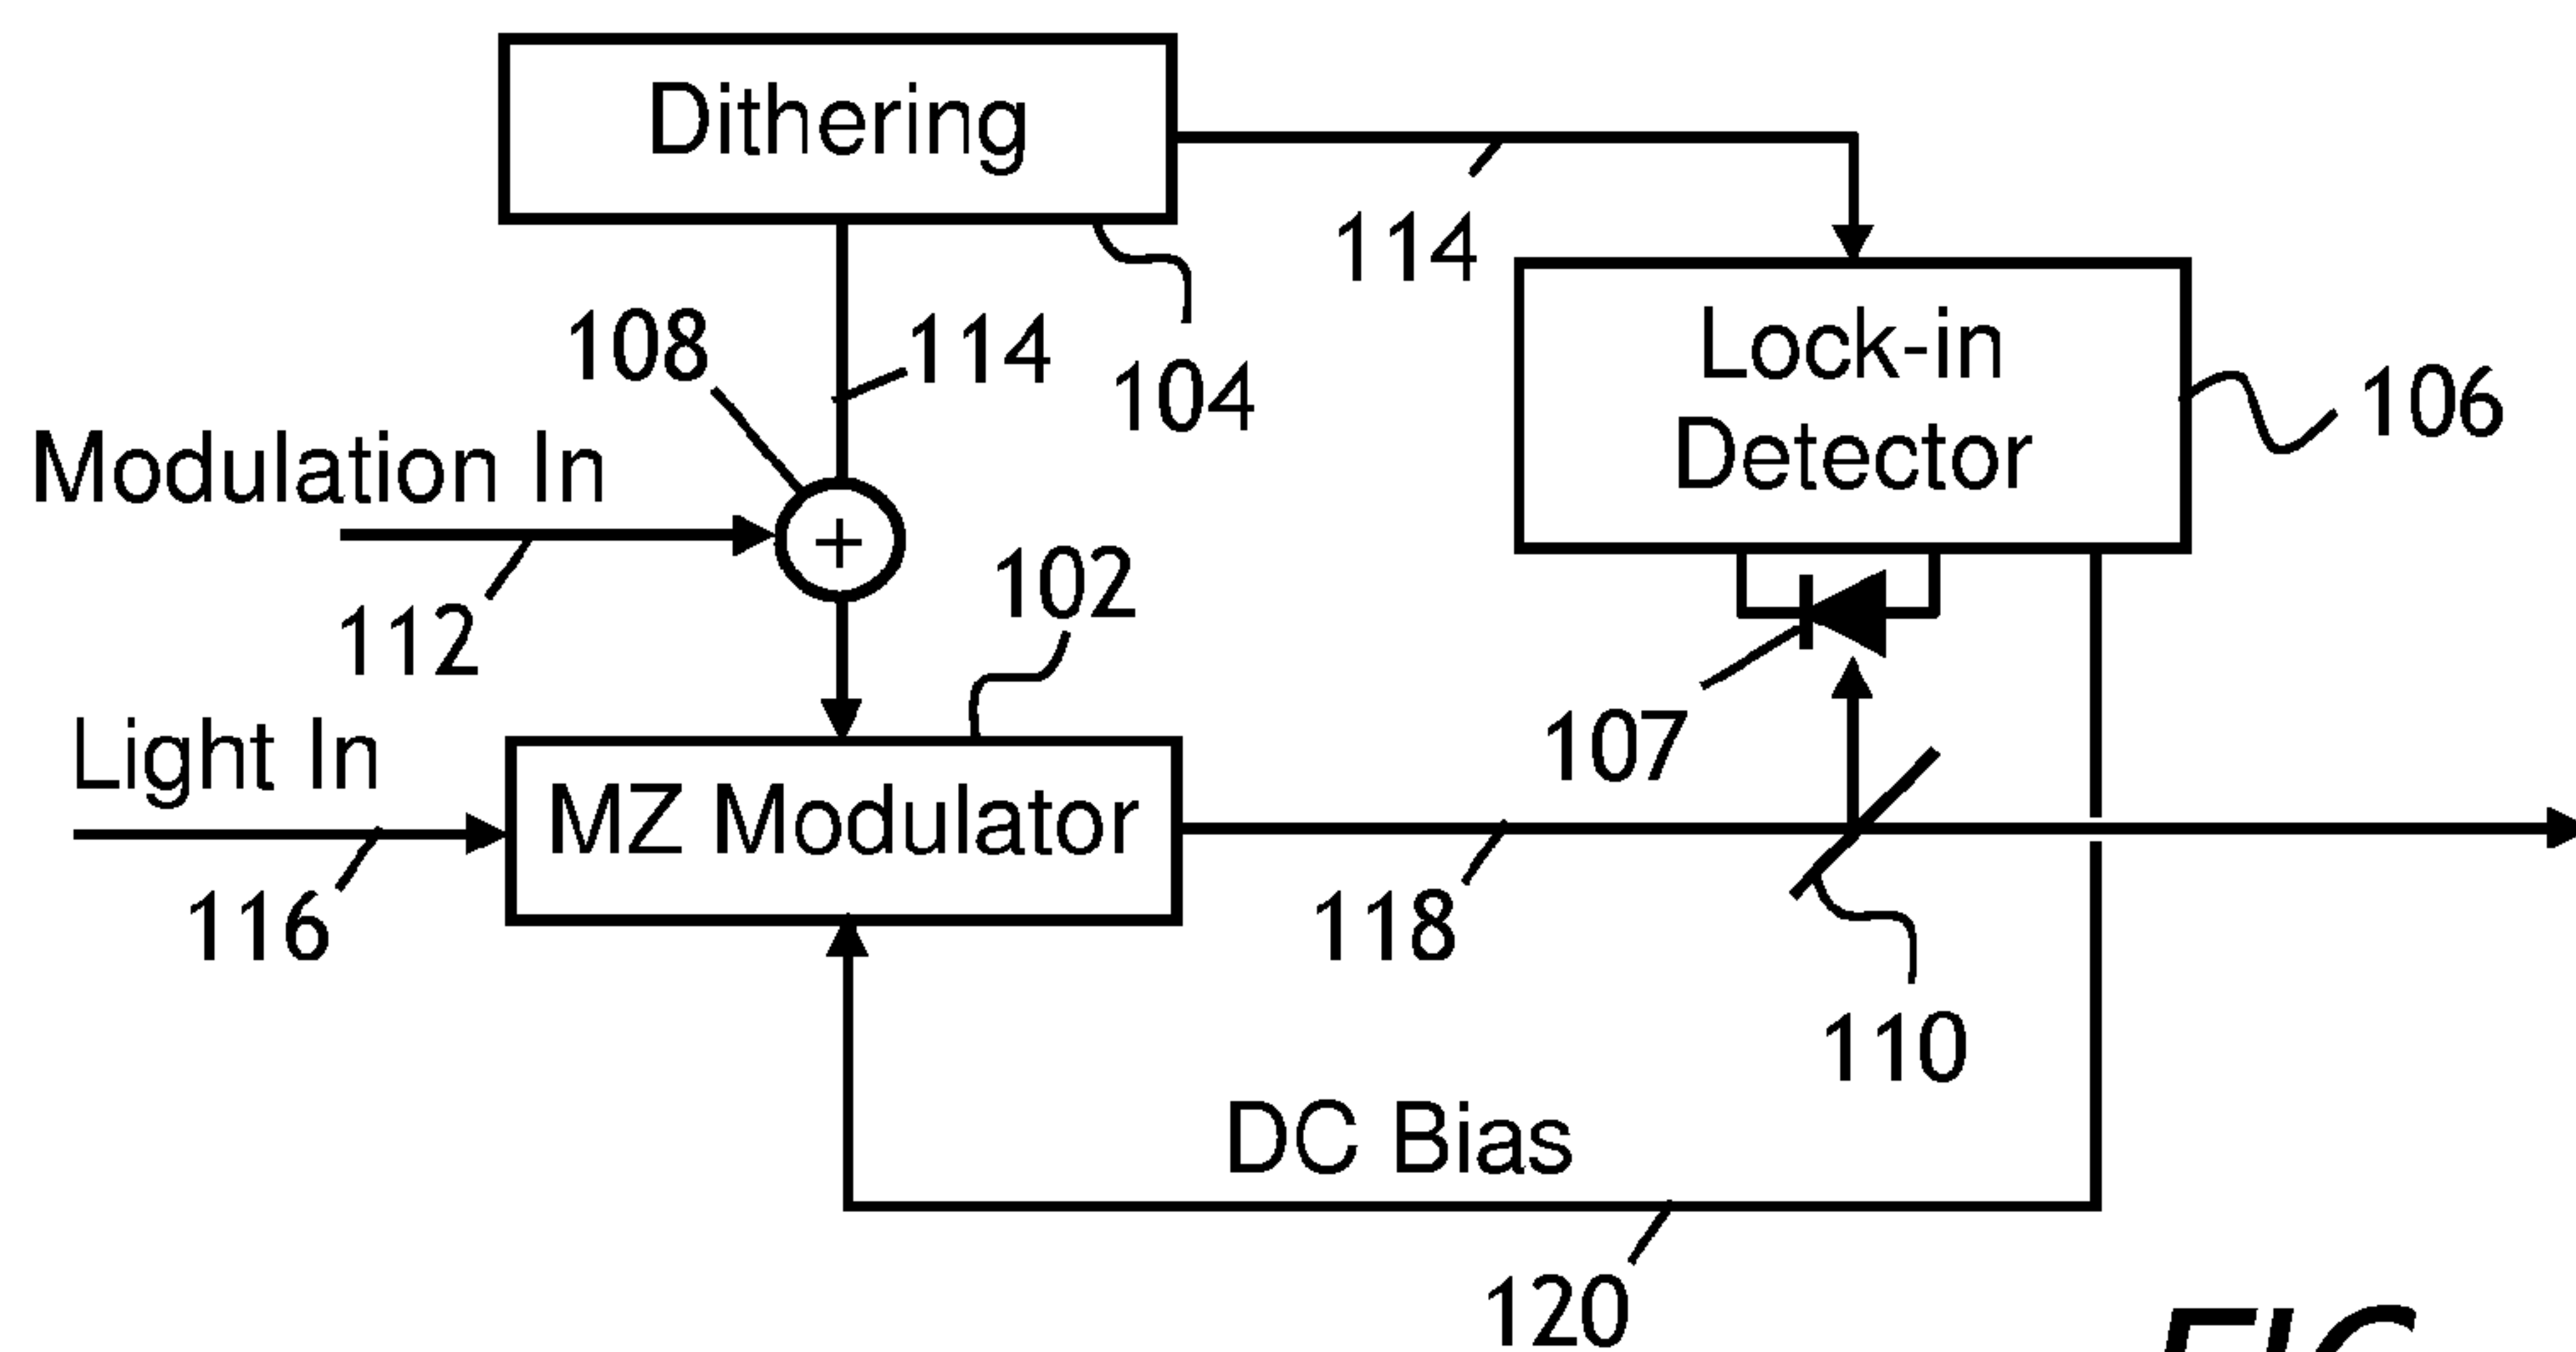 Dithering
114
108
114
104
Lock-in
Detector
106
Modulation In
+
112
102
107
Light In
MZ Modulator
116
118
110
DC Bias
120